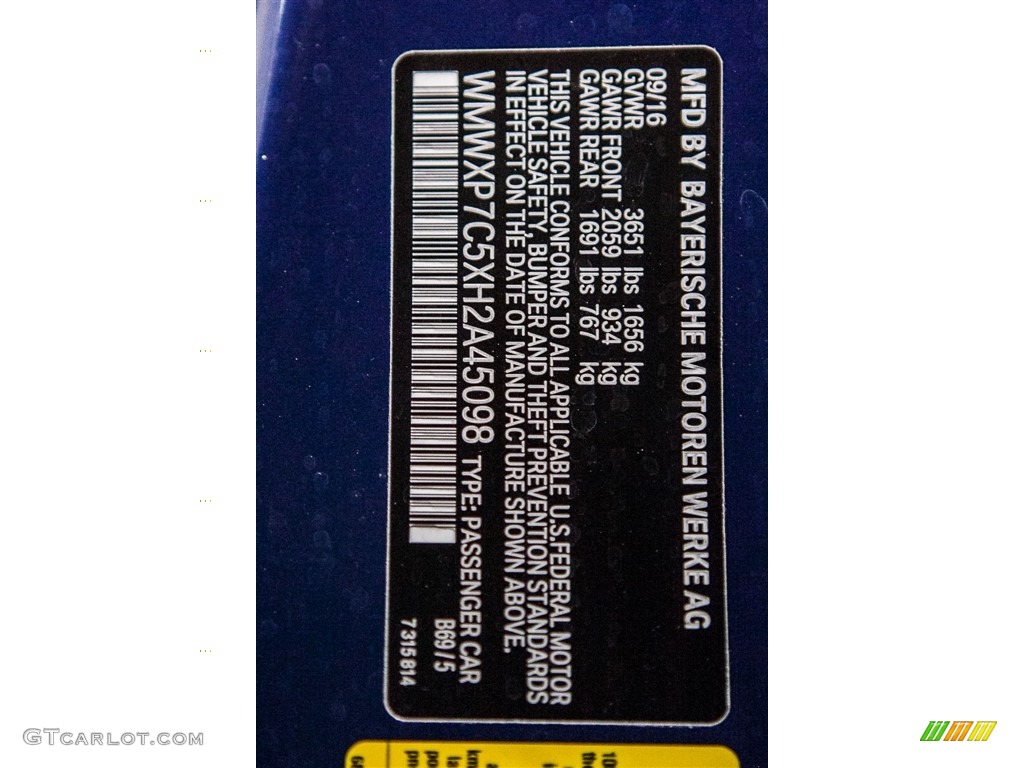 MFD BY BAYERISCHE MOTOREN WERKE AG
09/16
GVWR 3651 lbs 1656 kg
GAWR FRONT 2059 lbs 934 kg
GAWR REAR 1691 lbs 767 kg
THIS VEHICLE CONFORMS TO ALL APPLICABLE U.S.FEDERAL MOTOR
VEHICLE SAFETY, BUMPER AND THEFT PREVENTION STANDARDS
IN EFFECT ON THE DATE OF MANUFACTURE SHOWN ABOVE.
WMWXP7C5XH2A45098 TYPE: PASSENGER CAR
B69/5
7315814
GTCARLOT.COM